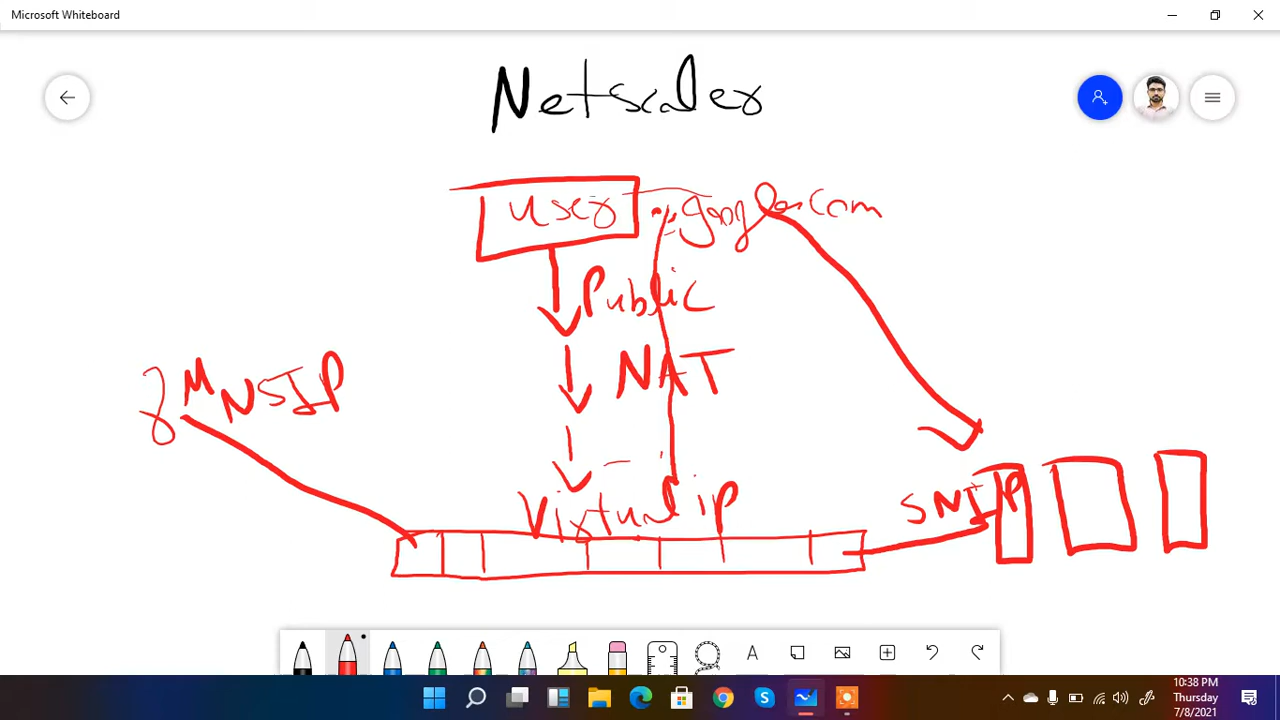 Microsoft Whiteboard
Netscaler
user
google.com
Public
NAT
M NSIP
Virtual ip
SNIP
A
10:38 PM
Thursday
7/8/2021